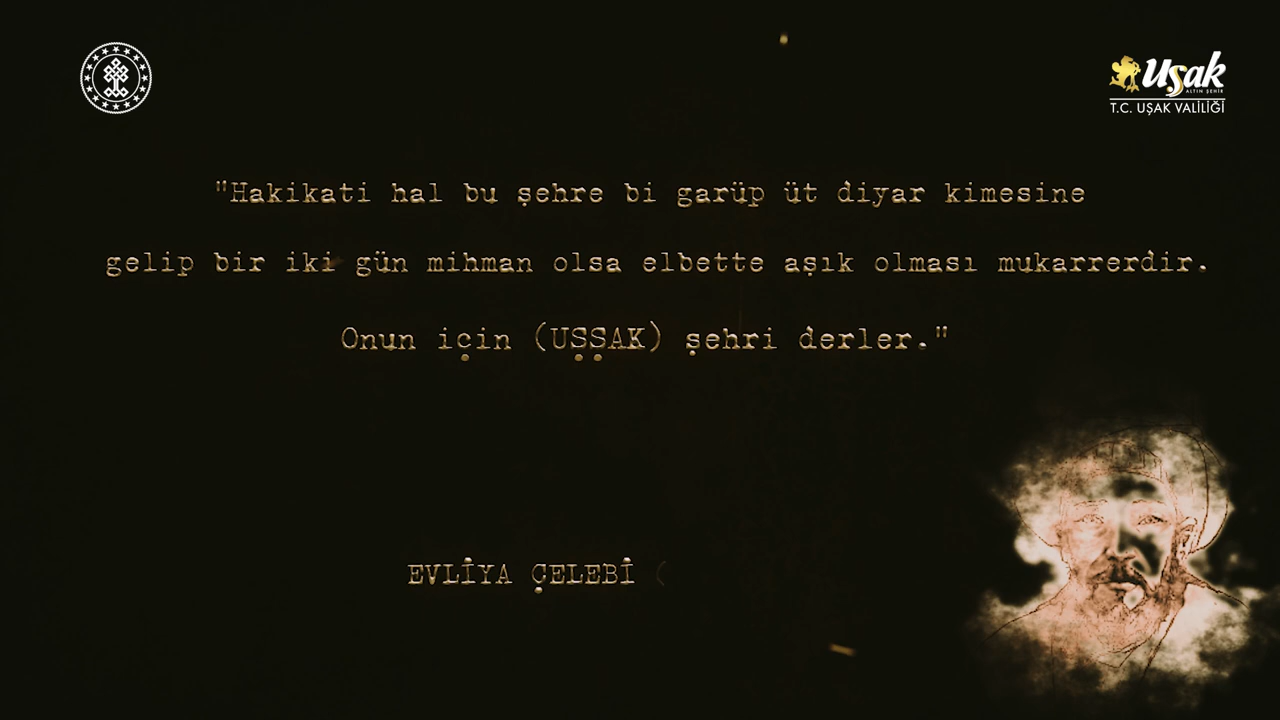 Uşak
ALTIN ŞEHİR
T.C. UŞAK VALİLİĞİ
"Hakikati hal bu şehre bi garüp üt diyar kimesine
gelip bir iki gün mihman olsa elbette aşık olması mukarrerdir.
Onun için (UŞŞAK) şehri derler."
EVLİYA ÇELEBİ (